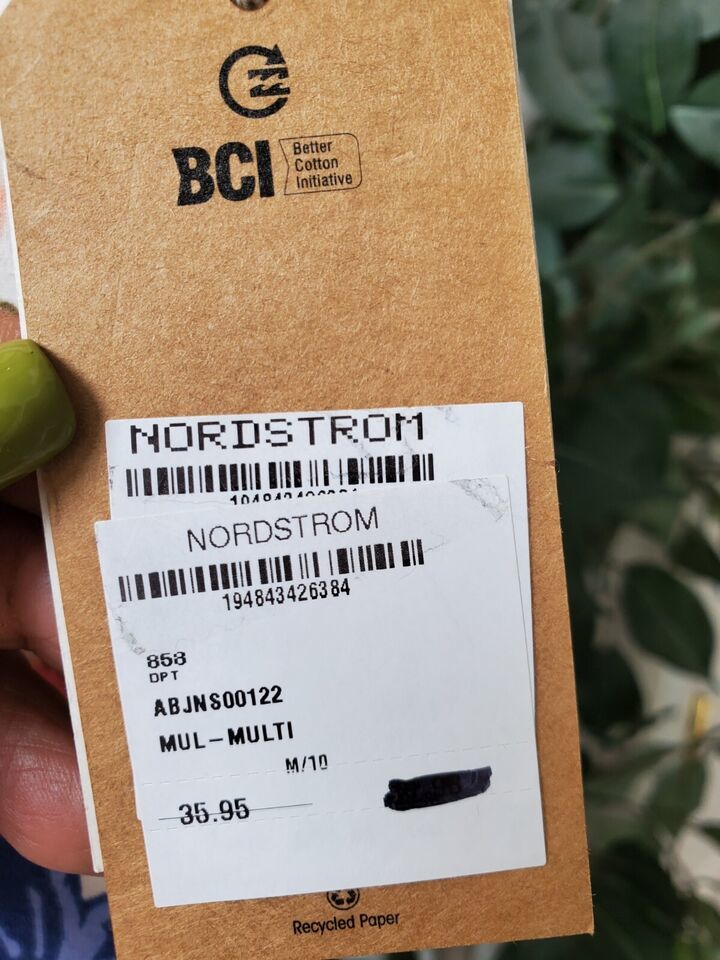 BCI
Better
Cotton
Initiative
NORDSTROM
NORDSTROM
194843426384
858
DPT
ABJNS00122
MUL-MULTI
M/10
35.95
Recycled Paper